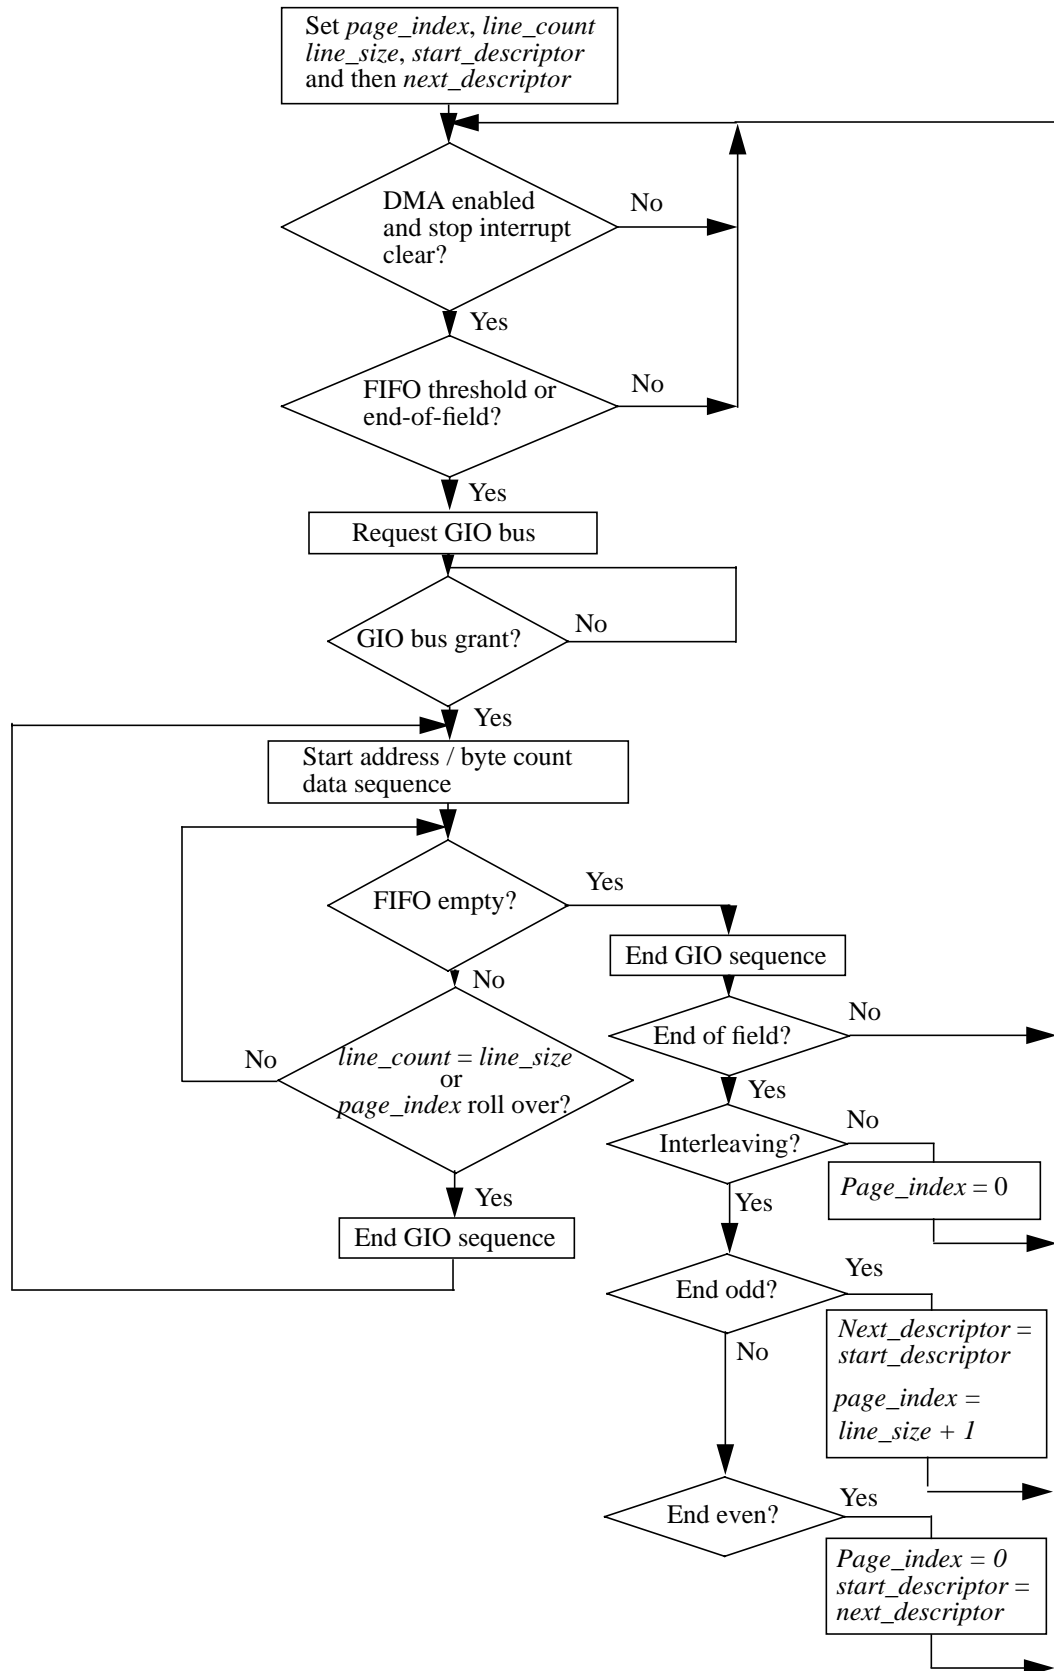 Set page_index, line_count
line_size, start_descriptor
and then next_descriptor
DMA enabled
and stop interrupt
clear?
No
Yes
FIFO threshold or
end-of-field?
No
Yes
Request GIO bus
GIO bus grant?
No
Yes
Start address / byte count
data sequence
FIFO empty?
Yes
No
End GIO sequence
End of field?
No
Yes
line_count = line_size
or
page_index roll over?
No
Yes
End GIO sequence
Interleaving?
No
Page_index = 0
Yes
End odd?
Yes
Next_descriptor =
start_descriptor
page_index =
line_size + 1
No
End even?
Yes
Page_index = 0
start_descriptor =
next_descriptor